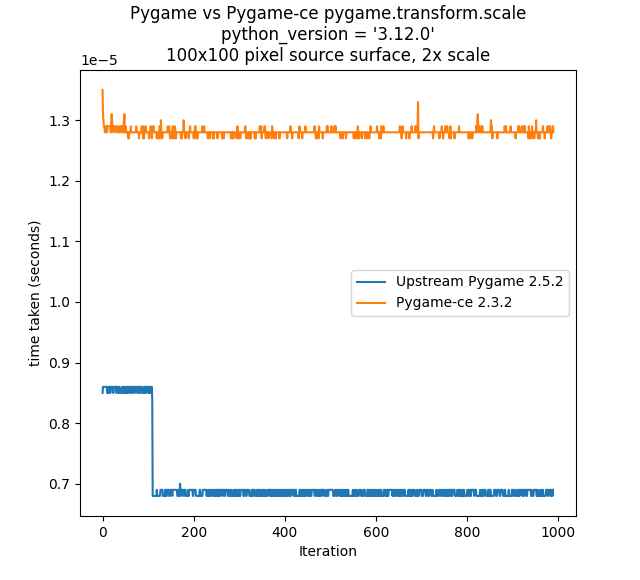 Pygame vs Pygame-ce pygame.transform.scale
python_version = '3.12.0'
100x100 pixel source surface, 2x scale
1e−5
1.3
1.2
1.1
1.0
0.9
0.8
0.7
time taken (seconds)
Upstream Pygame 2.5.2
Pygame-ce 2.3.2
0 200 400 600 800 1000
Iteration